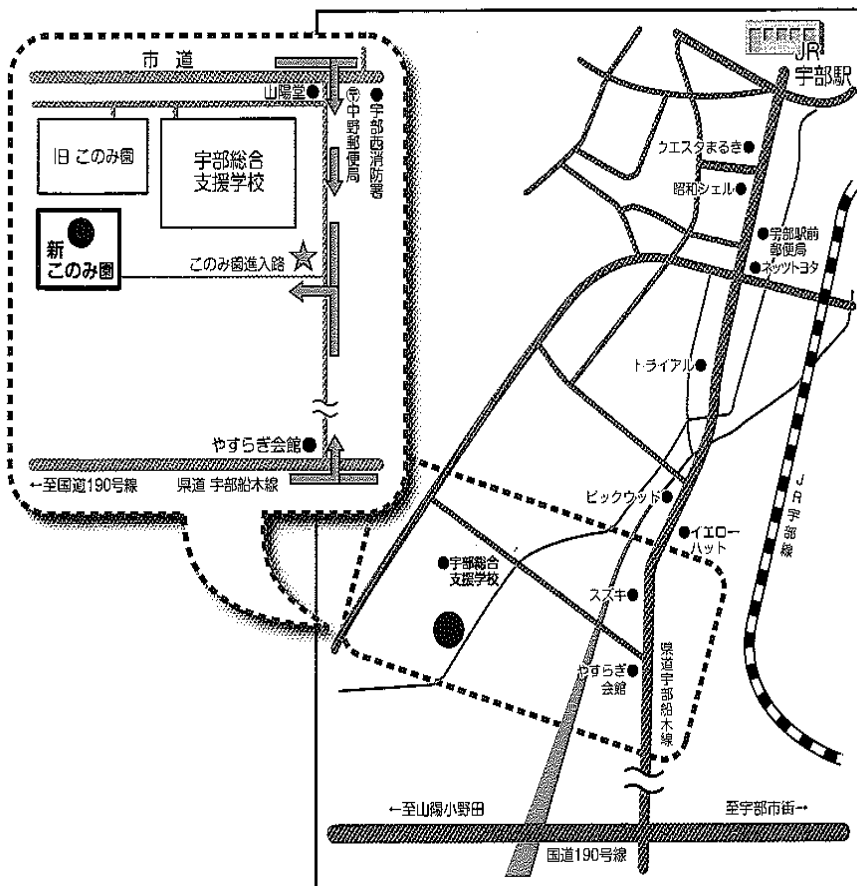 市 道
山陽堂
〒中野郵便局
宇部西消防署
旧 このみ園
宇部総合
支援学校
新
このみ園
このみ園進入路
やすらぎ会館
←至国道190号線
県道 宇部船木線
JR
宇部駅
ウエスタまるき
昭和シェル
宇部駅前
郵便局
ネッツトヨタ
トライアル
JR宇部線
ビックウッド
イエロー
ハット
宇部総合
支援学校
スズキ
やすらぎ
会館
県道宇部船木線
←至山陽小野田
至宇部市街→
国道190号線